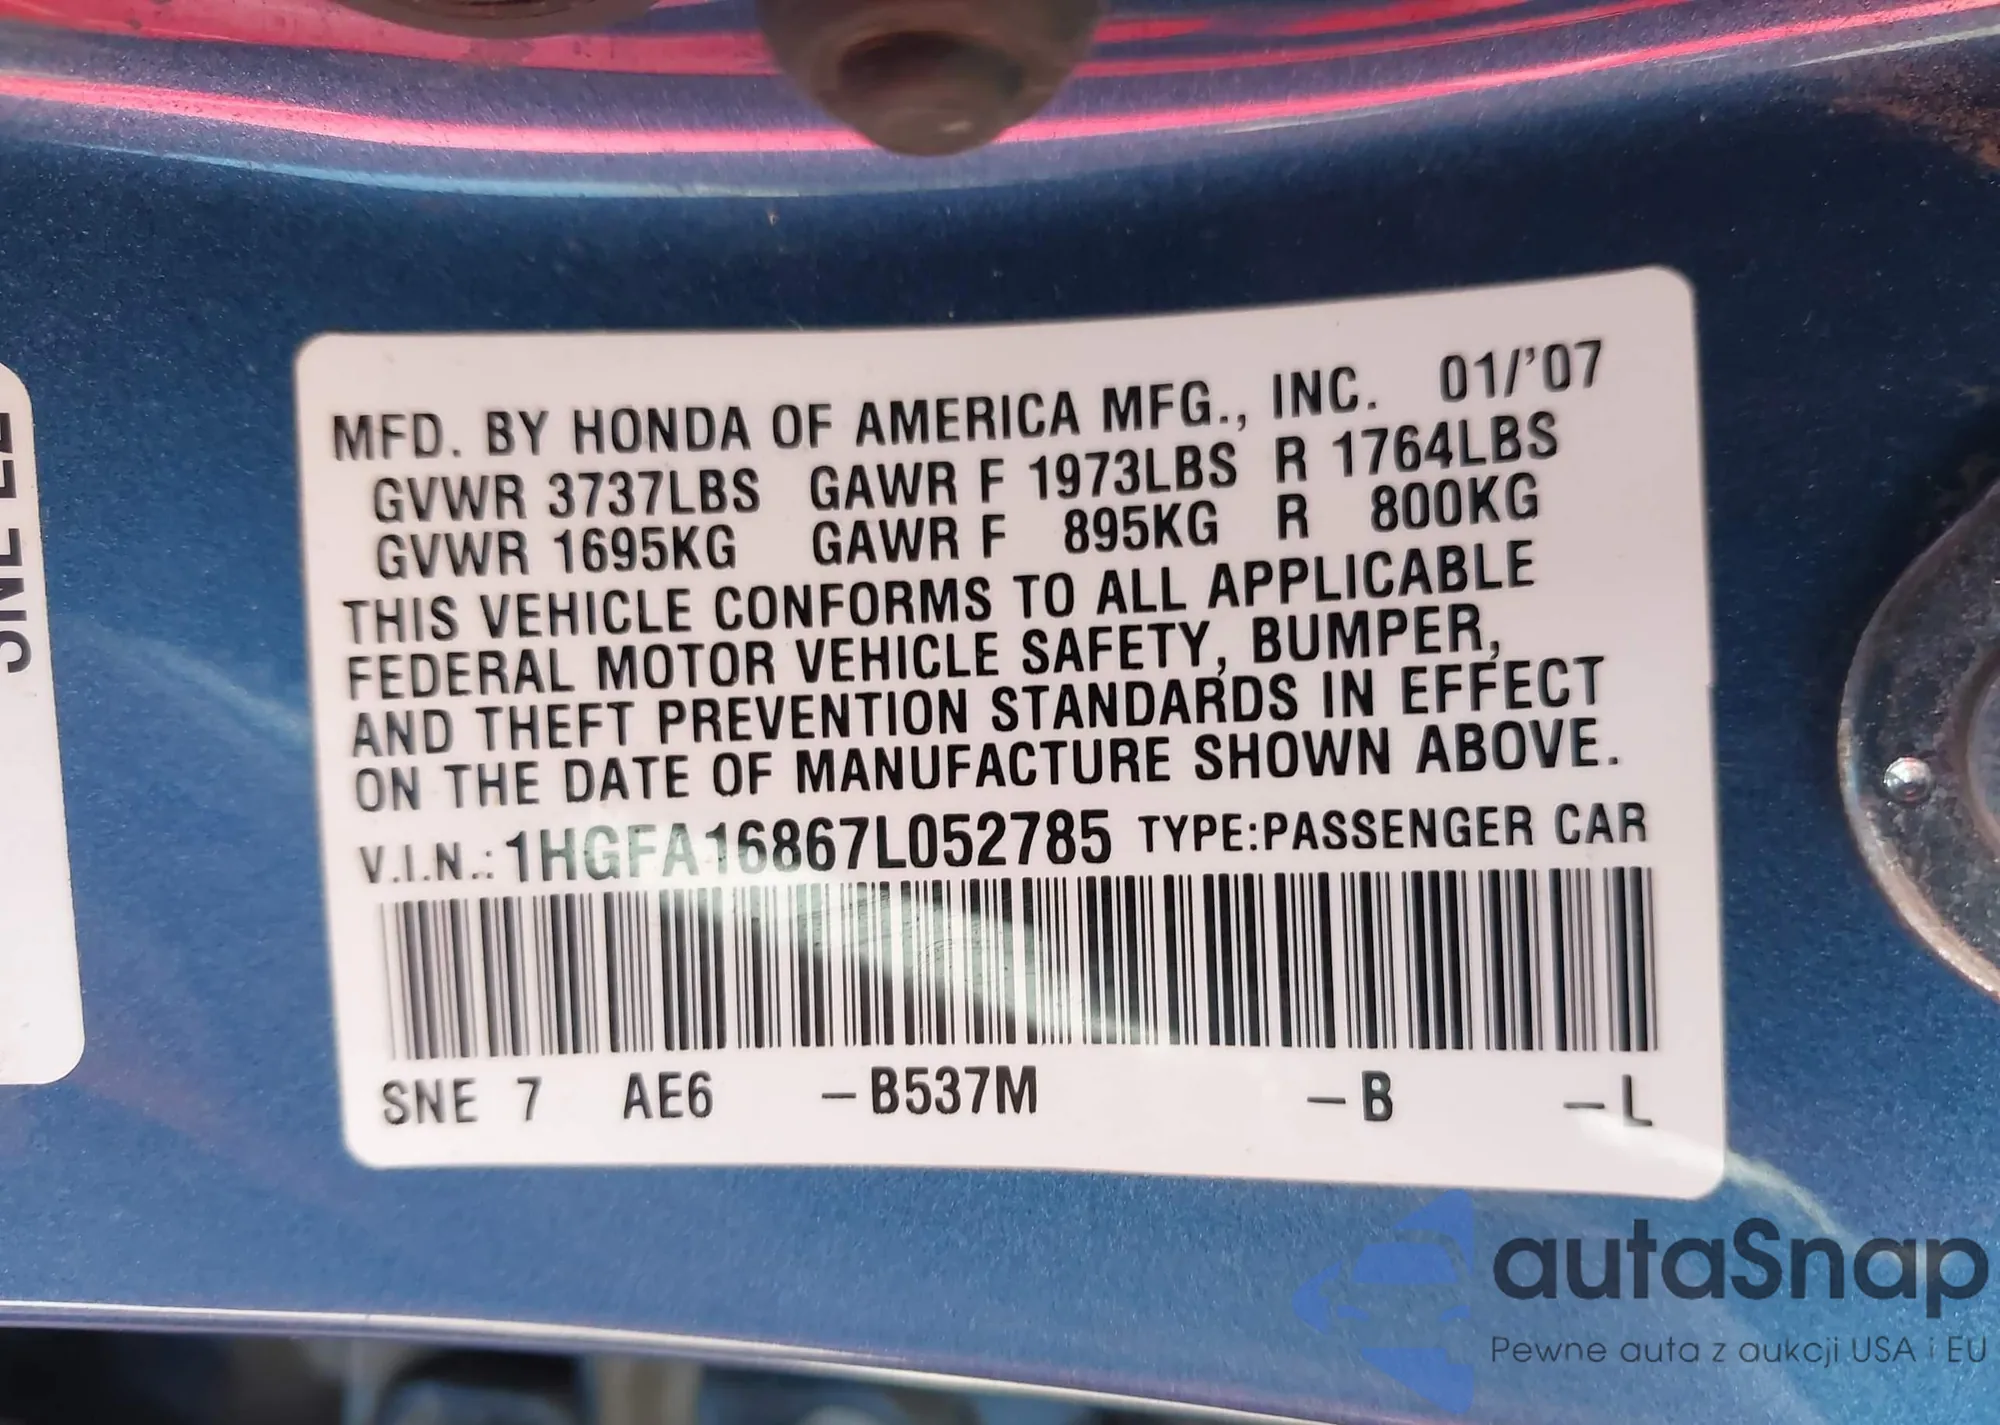 MFD. BY HONDA OF AMERICA MFG., INC. 01/'07
GVWR 3737LBS GAWR F 1973LBS R 1764LBS
GVWR 1695KG GAWR F 895KG R 800KG
THIS VEHICLE CONFORMS TO ALL APPLICABLE
FEDERAL MOTOR VEHICLE SAFETY, BUMPER,
AND THEFT PREVENTION STANDARDS IN EFFECT
ON THE DATE OF MANUFACTURE SHOWN ABOVE.
V.I.N.: 1HGFA16867L052785 TYPE:PASSENGER CAR
SNE 7 AE6 –B537M –B –L
SNE
autaSnap
Pewne auta z aukcji USA i EU